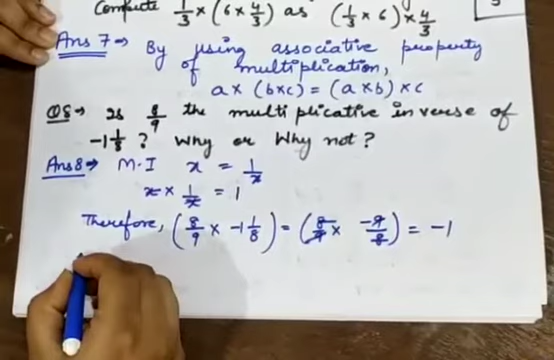 Compute 1/3 × (6 × 4/3) as (1/3 × 6) × 4/3
Ans 7⇒ By using associative property
of multiplication,
a × (b×c) = (a×b) × c
Q8⇒ Is 8/9 the multiplicative inverse of
-1 1/8 ? Why or Why not?
Ans8⇒ M.I x = 1/x
x × 1/x = 1
Therefore, (8/9 × -1 1/8) = (8/9 × -9/8) = -1